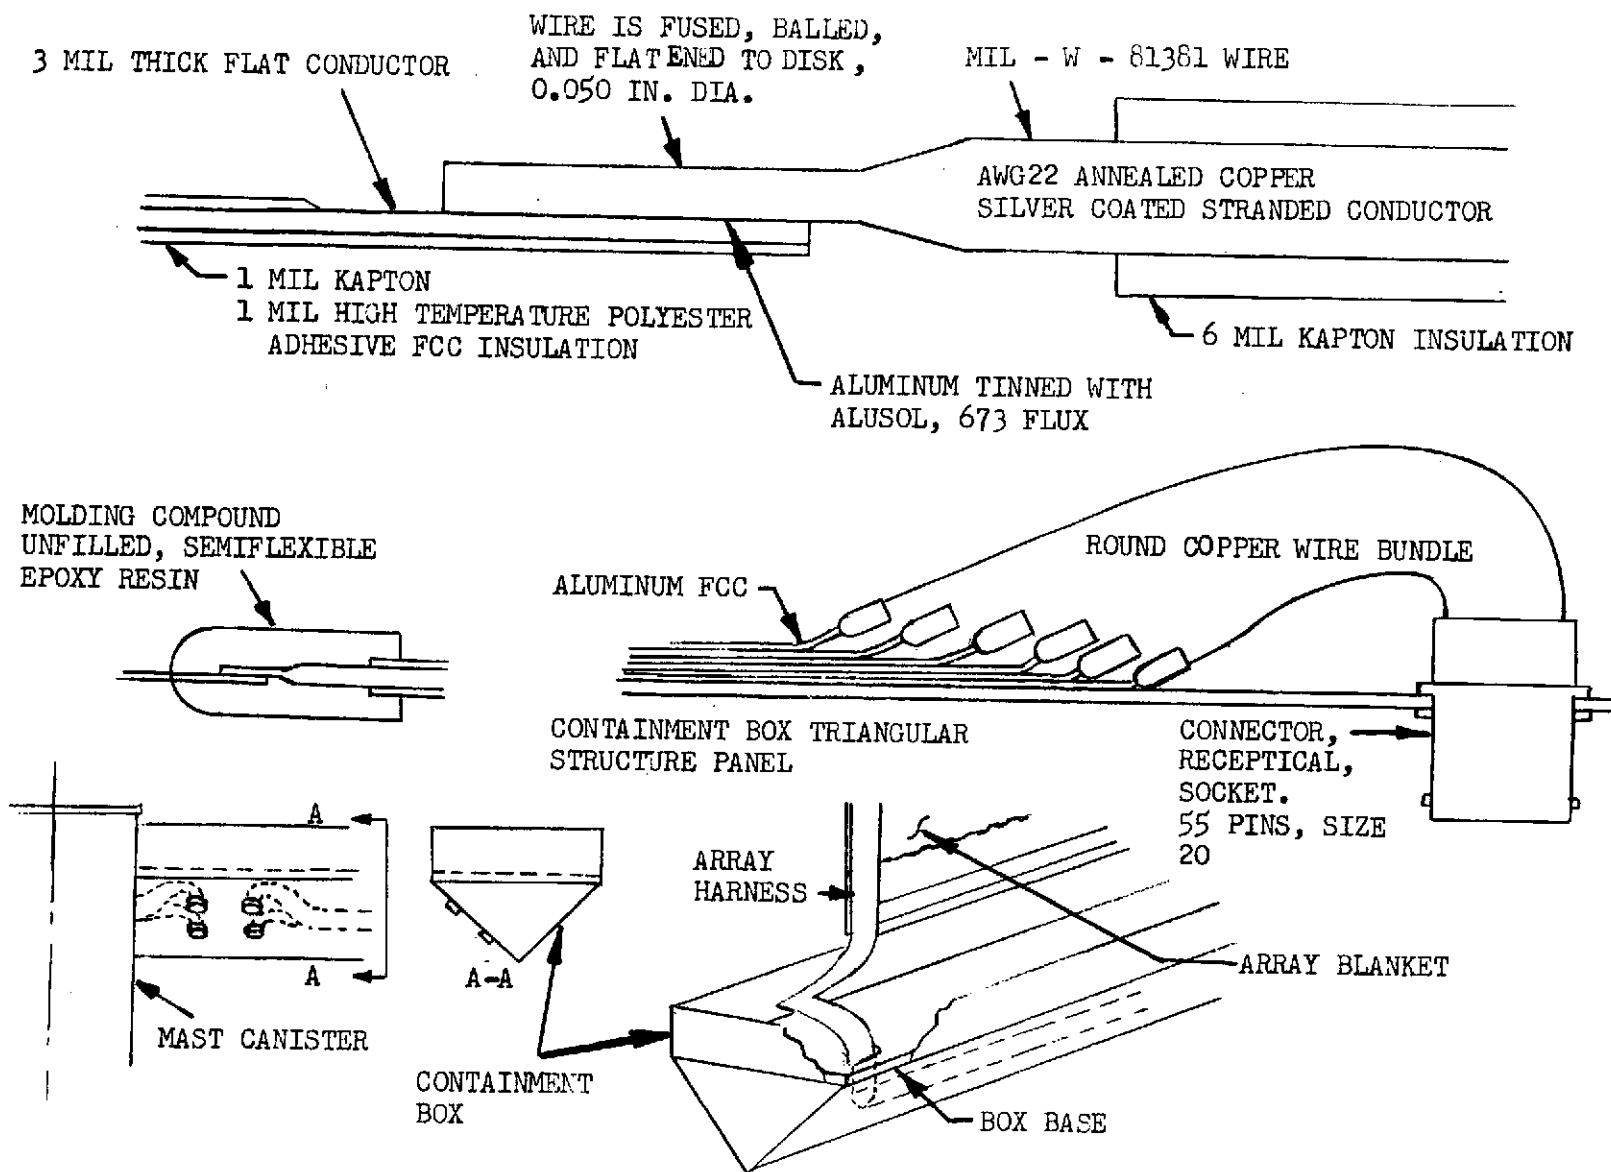 WIRE IS FUSED, BALLED,
AND FLATENED TO DISK,
0.050 IN. DIA.
3 MIL THICK FLAT CONDUCTOR
MIL - W - 81381 WIRE
AWG22 ANNEALED COPPER
SILVER COATED STRANDED CONDUCTOR
1 MIL KAPTON
1 MIL HIGH TEMPERATURE POLYESTER
ADHESIVE FCC INSULATION
6 MIL KAPTON INSULATION
ALUMINUM TINNED WITH
ALUSOL, 673 FLUX
MOLDING COMPOUND
UNFILLED, SEMIFLEXIBLE
EPOXY RESIN
ALUMINUM FCC
ROUND COPPER WIRE BUNDLE
CONTAINMENT BOX TRIANGULAR
STRUCTURE PANEL
CONNECTOR,
RECEPTICAL,
SOCKET.
55 PINS, SIZE
20
A
A
MAST CANISTER
A-A
CONTAINMENT
BOX
ARRAY
HARNESS
ARRAY BLANKET
BOX BASE